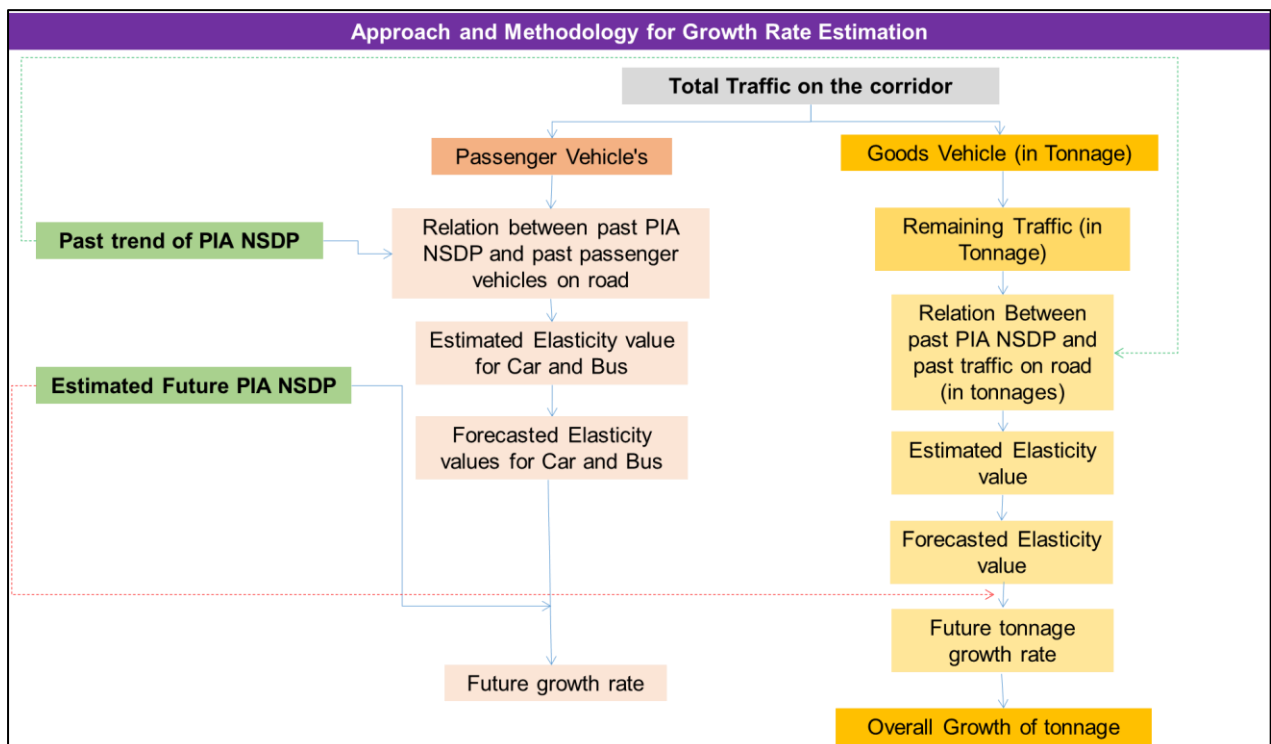 Approach and Methodology for Growth Rate Estimation
Total Traffic on the corridor
Passenger Vehicle's
Goods Vehicle (in Tonnage)
Past trend of PIA NSDP
Relation between past PIA
NSDP and past passenger
vehicles on road
Remaining Traffic (in
Tonnage)
Relation Between
past PIA NSDP and
past traffic on road
(in tonnages)
Estimated Elasticity value
for Car and Bus
Estimated Future PIA NSDP
Forecasted Elasticity
values for Car and Bus
Estimated Elasticity
value
Forecasted Elasticity
value
Future tonnage
growth rate
Future growth rate
Overall Growth of tonnage